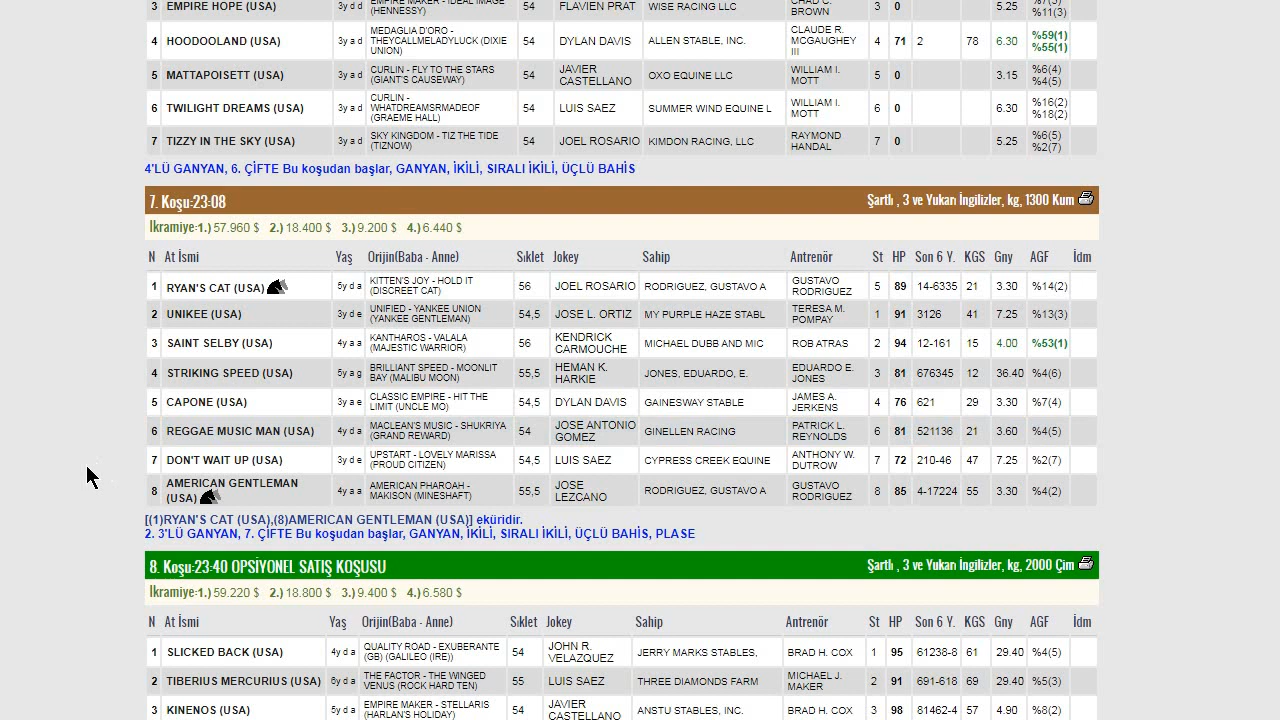 3 EMPIRE HOPE (USA) 3y d d EMPIRE MAKER - IDEAL IMAGE (HENNESSY) 54 FLAVIEN PRAT WISE RACING LLC CHAD C. BROWN 3 0 5.25 %11(3)
4 HOODOOLAND (USA) 3y a d MEDAGLIA D'ORO - THEYCALLMELADYLUCK (DIXIE UNION) 54 DYLAN DAVIS ALLEN STABLE, INC. CLAUDE R. MCGAUGHEY III 4 71 2 78 6.30 %59(1) %55(1)
5 MATTAPOISETT (USA) 3y a d CURLIN - FLY TO THE STARS (GIANT'S CAUSEWAY) 54 JAVIER CASTELLANO OXO EQUINE LLC WILLIAM I. MOTT 5 0 3.15 %6(4) %4(5)
6 TWILIGHT DREAMS (USA) 3y a d CURLIN - WHATDREAMSRMADEOF (GRAEME HALL) 54 LUIS SAEZ SUMMER WIND EQUINE L WILLIAM I. MOTT 6 0 6.30 %16(2) %18(2)
7 TIZZY IN THE SKY (USA) 3y a d SKY KINGDOM - TIZ THE TIDE (TIZNOW) 54 JOEL ROSARIO KIMDON RACING, LLC RAYMOND HANDAL 7 0 5.25 %6(5) %2(7)
4'LÜ GANYAN, 6. ÇİFTE Bu koşudan başlar, GANYAN, İKİLİ, SIRALI İKİLİ, ÜÇLÜ BAHİS
7. Koşu:23:08 Şartlı , 3 ve Yukarı İngilizler, kg, 1300 Kum
İkramiye:1.) 57.960 $ 2.) 18.400 $ 3.) 9.200 $ 4.) 6.440 $
N At İsmi Yaş Orijin(Baba - Anne) Sıklet Jokey Sahip Antrenör St HP Son 6 Y. KGS Gny AGF İdm
1 RYAN'S CAT (USA) 5y d a KITTEN'S JOY - HOLD IT (DISCREET CAT) 56 JOEL ROSARIO RODRIGUEZ, GUSTAVO A GUSTAVO RODRIGUEZ 5 89 14-6335 21 3.30 %14(2)
2 UNIKEE (USA) 3y d e UNIFIED - YANKEE UNION (YANKEE GENTLEMAN) 54,5 JOSE L. ORTIZ MY PURPLE HAZE STABL TERESA M. POMPAY 1 91 3126 41 7.25 %13(3)
3 SAINT SELBY (USA) 4y a a KANTHAROS - VALALA (MAJESTIC WARRIOR) 56 KENDRICK CARMOUCHE MICHAEL DUBB AND MIC ROB ATRAS 2 94 12-161 15 4.00 %53(1)
4 STRIKING SPEED (USA) 5y a g BRILLIANT SPEED - MOONLIT BAY (MALIBU MOON) 55,5 HEMAN K. HARKIE JONES, EDUARDO, E. EDUARDO E. JONES 3 81 676345 12 36.40 %4(6)
5 CAPONE (USA) 3y a e CLASSIC EMPIRE - HIT THE LIMIT (UNCLE MO) 54,5 DYLAN DAVIS GAINESWAY STABLE JAMES A. JERKENS 4 76 621 29 3.30 %7(4)
6 REGGAE MUSIC MAN (USA) 4y d a MACLEAN'S MUSIC - SHUKRIYA (GRAND REWARD) 54 JOSE ANTONIO GOMEZ GINELLEN RACING PATRICK L. REYNOLDS 6 81 521136 21 3.60 %4(5)
7 DON'T WAIT UP (USA) 3y d e UPSTART - LOVELY MARISSA (PROUD CITIZEN) 54,5 LUIS SAEZ CYPRESS CREEK EQUINE ANTHONY W. DUTROW 7 72 210-46 47 7.25 %2(7)
8 AMERICAN GENTLEMAN (USA) 4y a a AMERICAN PHAROAH - MAKISON (MINESHAFT) 55,5 JOSE LEZCANO RODRIGUEZ, GUSTAVO A GUSTAVO RODRIGUEZ 8 85 4-17224 55 3.30 %4(2)
[(1)RYAN'S CAT (USA),(8)AMERICAN GENTLEMAN (USA)] eküridir.
2. 3'LÜ GANYAN, 7. ÇİFTE Bu koşudan başlar, GANYAN, İKİLİ, SIRALI İKİLİ, ÜÇLÜ BAHİS, PLASE
8. Koşu:23:40 OPSİYONEL SATIŞ KOŞUSU Şartlı , 3 ve Yukarı İngilizler, kg, 2000 Çim
İkramiye:1.) 59.220 $ 2.) 18.800 $ 3.) 9.400 $ 4.) 6.580 $
N At İsmi Yaş Orijin(Baba - Anne) Sıklet Jokey Sahip Antrenör St HP Son 6 Y. KGS Gny AGF İdm
1 SLICKED BACK (USA) 4y d a QUALITY ROAD - EXUBERANTE (GB) (GALILEO (IRE)) 54 JOHN R. VELAZQUEZ JERRY MARKS STABLES, BRAD H. COX 1 95 61238-8 61 29.40 %4(5)
2 TIBERIUS MERCURIUS (USA) 6y d a THE FACTOR - THE WINGED VENUS (ROCK HARD TEN) 55 LUIS SAEZ THREE DIAMONDS FARM MICHAEL J. MAKER 2 91 691-618 69 29.40 %5(3)
3 KINENOS (USA) 5y d a EMPIRE MAKER - STELLARIS (HARLAN'S HOLIDAY) 54 JAVIER CASTELLANO ANSTU STABLES, INC. BRAD H. COX 3 98 81462-4 57 4.90 %8(2)